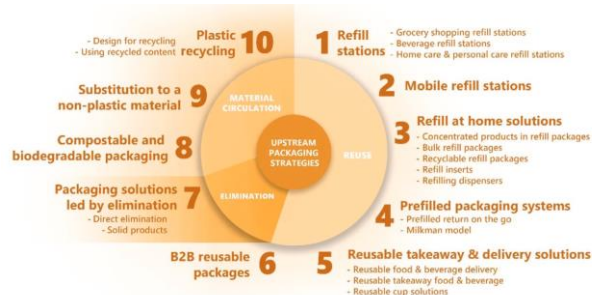 10 Plastic recycling
- Design for recycling
- Using recycled content
1 Refill stations
- Grocery shopping refill stations
- Beverage refill stations
- Home care & personal care refill stations
2 Mobile refill stations
3 Refill at home solutions
- Concentrated products in refill packages
- Bulk refill packages
- Recyclable refill packages
- Refill inserts
- Refilling dispensers
4 Prefilled packaging systems
- Prefilled return on the go
- Milkman model
5 Reusable takeaway & delivery solutions
- Reusable food & beverage delivery
- Reusable takeaway food & beverage
- Reusable cup solutions
B2B reusable packages 6
Packaging solutions led by elimination 7
- Direct elimination
- Solid products
Compostable and biodegradable packaging 8
Substitution to a non-plastic material 9
MATERIAL CIRCULATION
UPSTREAM PACKAGING STRATEGIES
REUSE
ELIMINATION